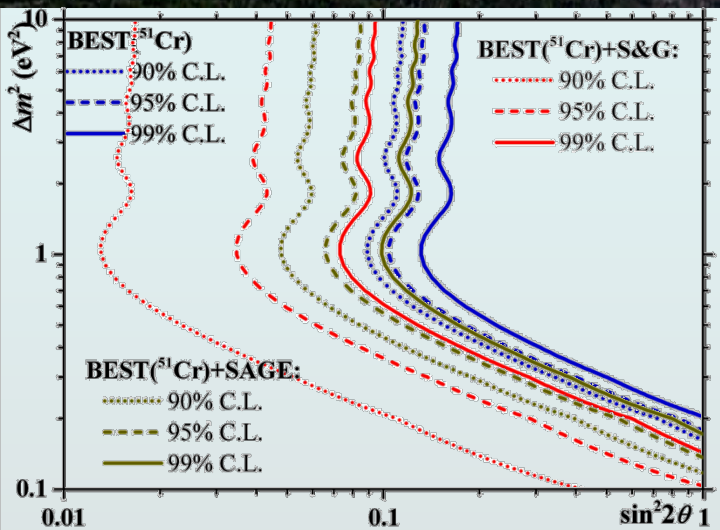 10
Δm² (eV²)
BEST(⁵¹Cr)
90% C.L.
95% C.L.
99% C.L.
BEST(⁵¹Cr)+S&G:
90% C.L.
95% C.L.
99% C.L.
1
BEST(⁵¹Cr)+SAGE:
90% C.L.
95% C.L.
99% C.L.
0.1
0.01
0.1
sin²2θ 1